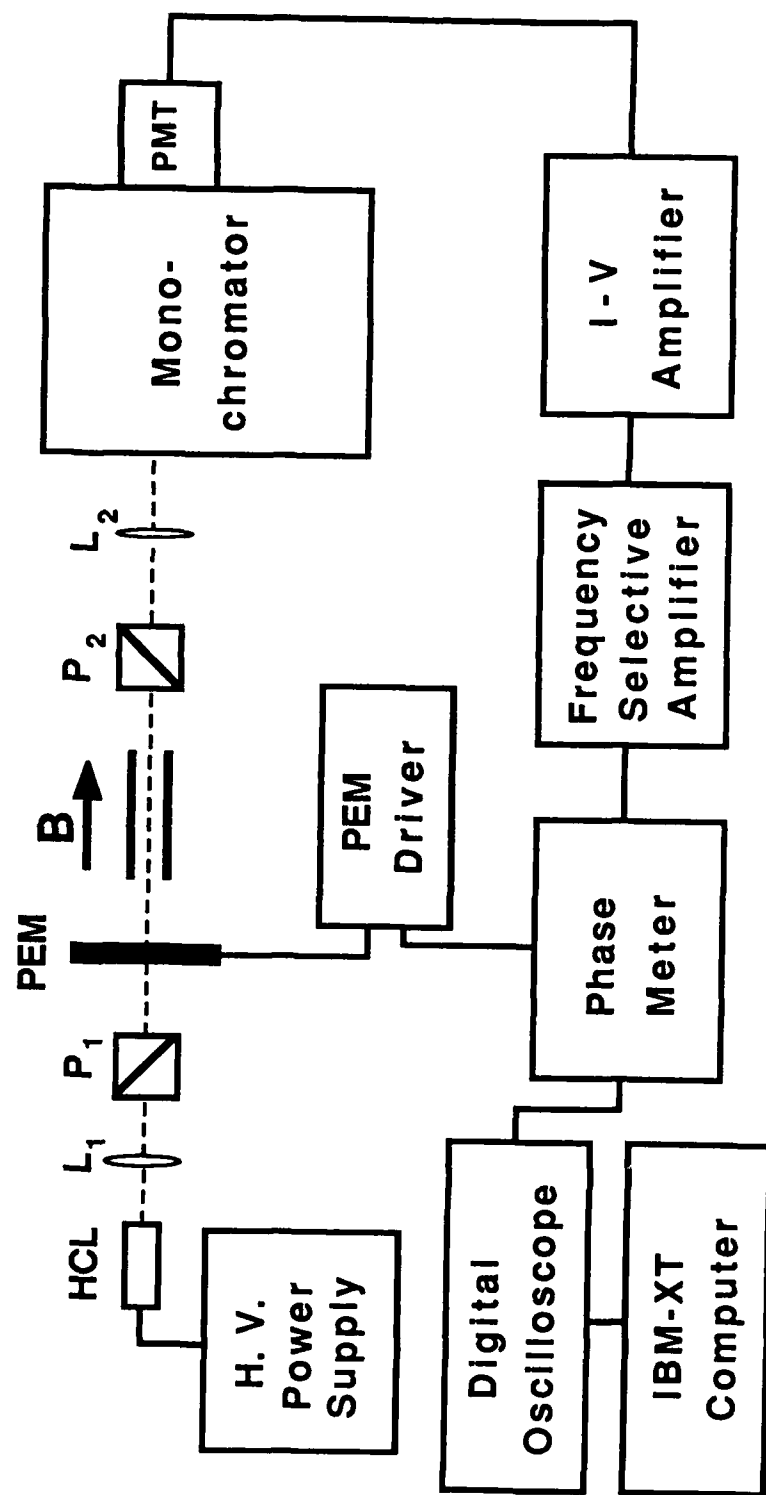 HCL
L1
P1
PEM
B
P2
L2
Mono-
chromator
PMT
H. V.
Power
Supply
PEM
Driver
Digital
Oscilloscope
IBM-XT
Computer
Phase
Meter
Frequency
Selective
Amplifier
I-V
Amplifier